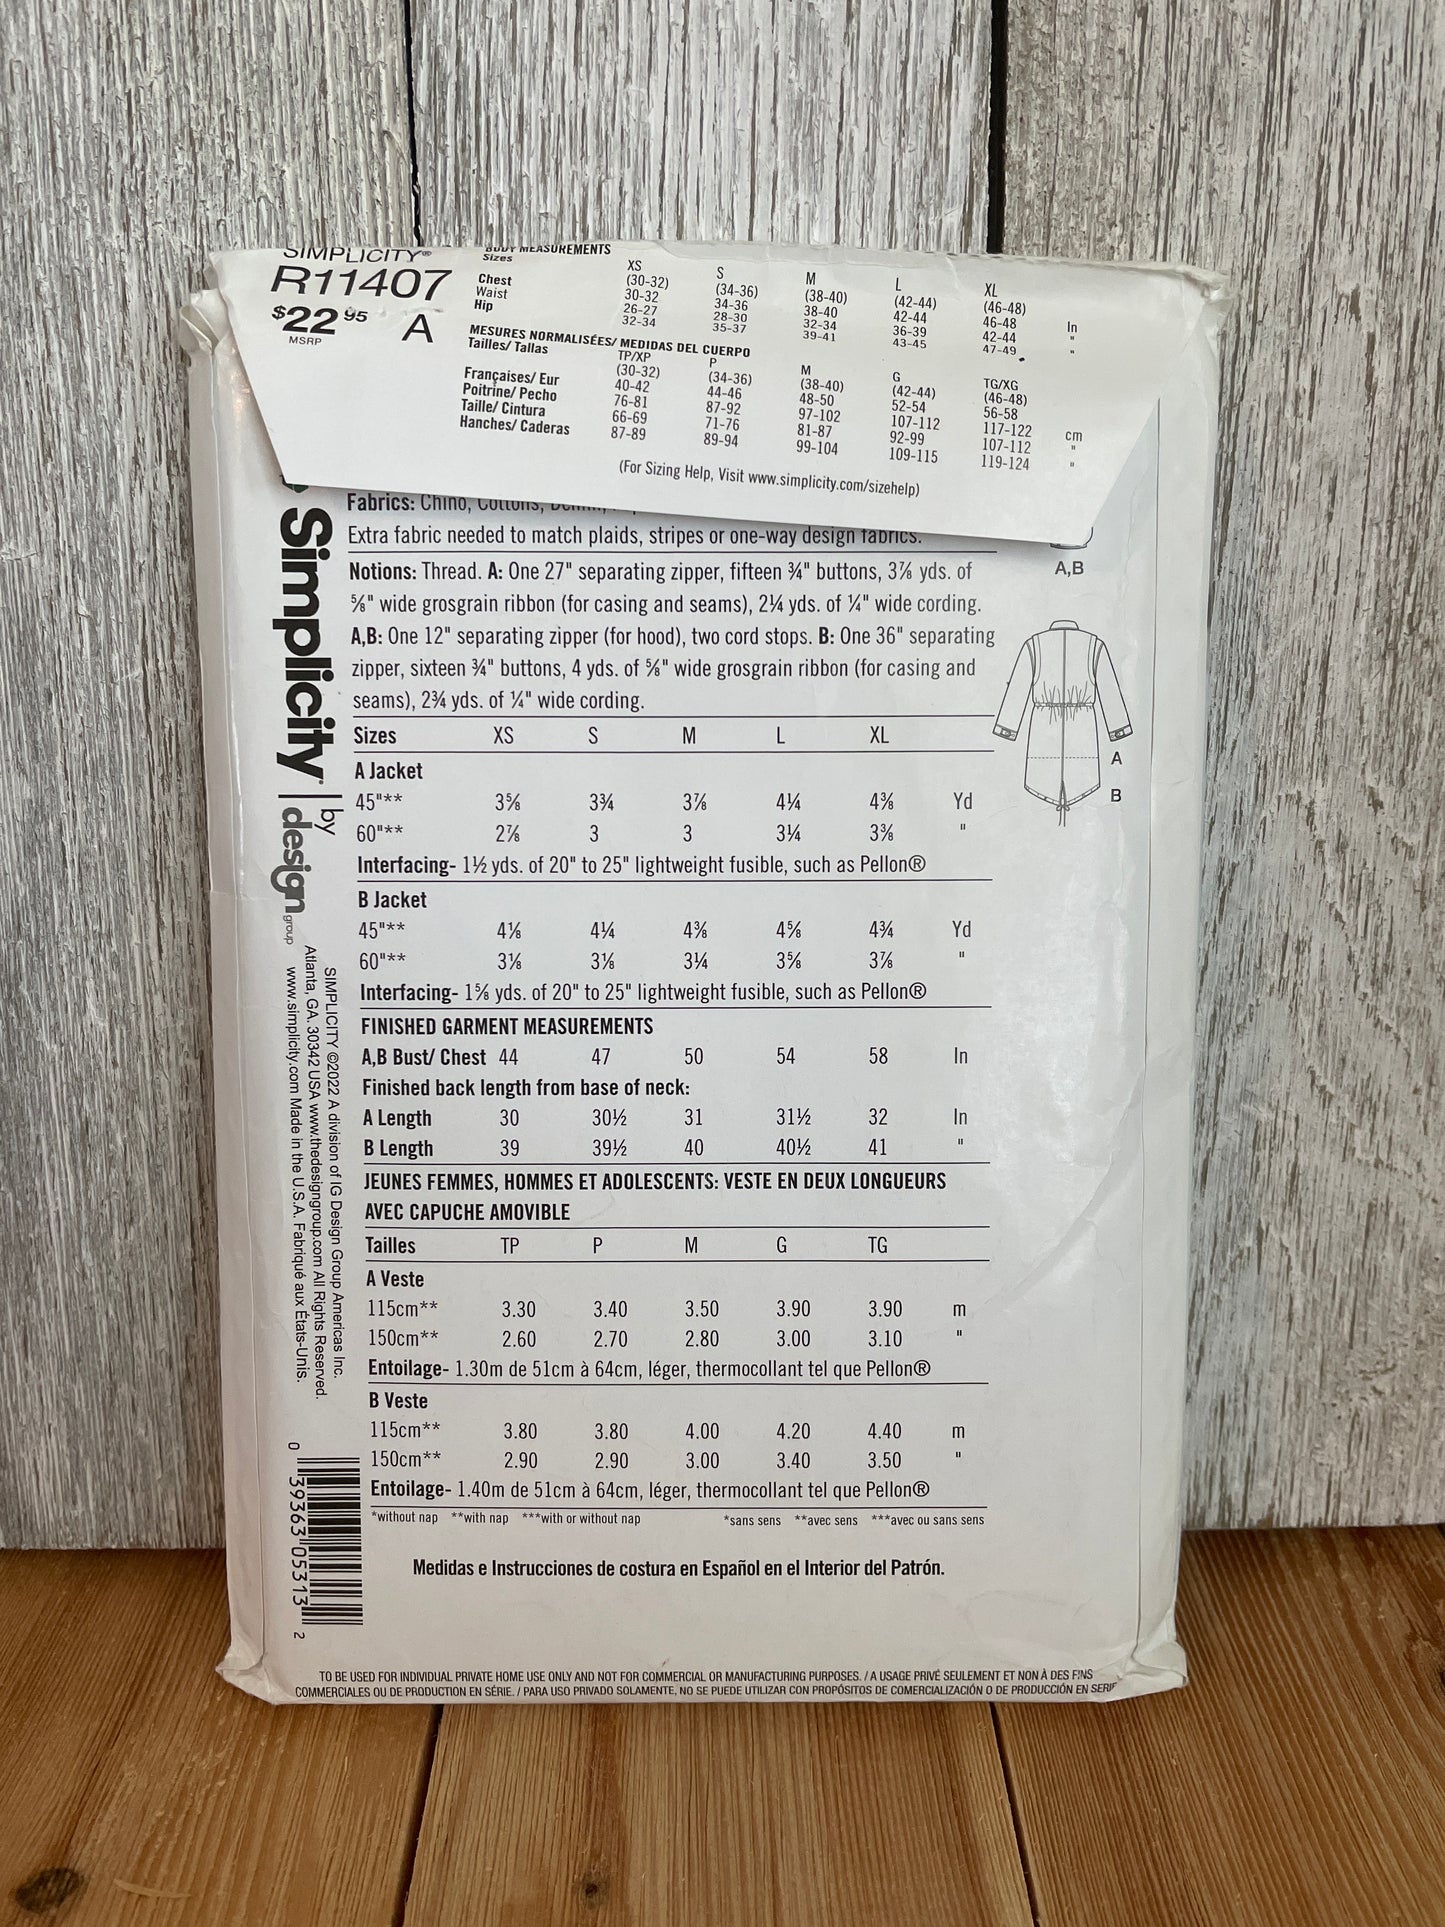 SIMPLICITY®
R11407
$22.95 A
MSRP
BODY MEASUREMENTS
Sizes XS S M L XL
(30-32) (34-36) (38-40) (42-44) (46-48)
Chest 30-32 34-36 38-40 42-44 46-48 In
Waist 26-27 28-30 32-34 36-39 42-44 "
Hip 32-34 35-37 39-41 43-45 47-49 "
MESURES NORMALISÉES/ MEDIDAS DEL CUERPO
Tailles/ Tallas TP/XP P M G TG/XG
(30-32) (34-36) (38-40) (42-44) (46-48)
Françaises/ Eur 40-42 44-46 48-50 52-54 56-58
Poitrine/ Pecho 76-81 87-92 97-102 107-112 117-122 cm
Taille/ Cintura 66-69 71-76 81-87 92-99 107-112 "
Hanches/ Caderas 87-89 89-94 99-104 109-115 119-124 "
(For Sizing Help, Visit www.simplicity.com/sizehelp)
Fabrics: Chino, Cottons, Denim,
Extra fabric needed to match plaids, stripes or one-way design fabrics.
Notions: Thread. A: One 27" separating zipper, fifteen ¾" buttons, 3⅞ yds. of
⅝" wide grosgrain ribbon (for casing and seams), 2¼ yds. of ¼" wide cording.
A,B: One 12" separating zipper (for hood), two cord stops. B: One 36" separating
zipper, sixteen ¾" buttons, 4 yds. of ⅝" wide grosgrain ribbon (for casing and
seams), 2¾ yds. of ¼" wide cording.
Sizes XS S M L XL
A Jacket
45"** 3⅝ 3¾ 3⅞ 4¼ 4⅜ Yd
60"** 2⅞ 3 3 3¼ 3⅜ "
Interfacing- 1½ yds. of 20" to 25" lightweight fusible, such as Pellon®
B Jacket
45"** 4⅛ 4¼ 4⅜ 4⅝ 4¾ Yd
60"** 3⅛ 3⅛ 3¼ 3⅝ 3⅞ "
Interfacing- 1⅝ yds. of 20" to 25" lightweight fusible, such as Pellon®
FINISHED GARMENT MEASUREMENTS
A,B Bust/ Chest 44 47 50 54 58 In
Finished back length from base of neck:
A Length 30 30½ 31 31½ 32 In
B Length 39 39½ 40 40½ 41 "
JEUNES FEMMES, HOMMES ET ADOLESCENTS: VESTE EN DEUX LONGUEURS
AVEC CAPUCHE AMOVIBLE
Tailles TP P M G TG
A Veste
115cm** 3.30 3.40 3.50 3.90 3.90 m
150cm** 2.60 2.70 2.80 3.00 3.10 "
Entoilage- 1.30m de 51cm à 64cm, léger, thermocollant tel que Pellon®
B Veste
115cm** 3.80 3.80 4.00 4.20 4.40 m
150cm** 2.90 2.90 3.00 3.40 3.50 "
Entoilage- 1.40m de 51cm à 64cm, léger, thermocollant tel que Pellon®
*without nap **with nap ***with or without nap *sans sens **avec sens ***avec ou sans sens
Medidas e Instrucciones de costura en Español en el Interior del Patrón.
TO BE USED FOR INDIVIDUAL PRIVATE HOME USE ONLY AND NOT FOR COMMERCIAL OR MANUFACTURING PURPOSES. / A USAGE PRIVÉ SEULEMENT ET NON À DES FINS
COMMERCIALES OU DE PRODUCTION EN SÉRIE. / PARA USO PRIVADO SOLAMENTE, NO SE PUEDE UTILIZAR CON PROPÓSITOS DE COMERCIALIZACIÓN O DE PRODUCCIÓN EN SERIE
A,B
A
B
Simplicity
by
design
group
SIMPLICITY ©2022 A division of IG Design Group Americas Inc.
Atlanta, GA. 30342 USA www.thedesigngroup.com All Rights Reserved.
www.simplicity.com Made in the U.S.A. Fabriqué aux États-Unis.
0 39363 05313 2